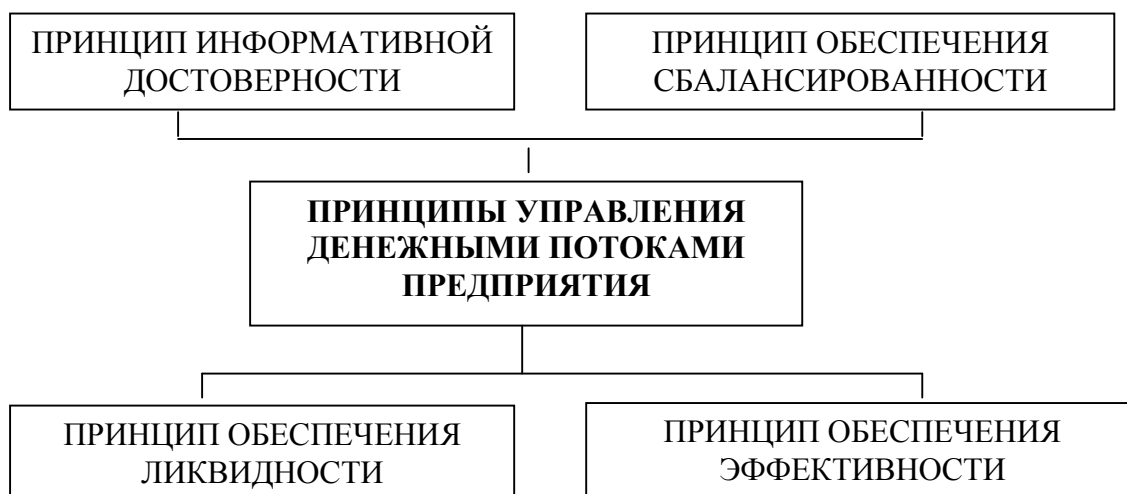 ПРИНЦИП ИНФОРМАТИВНОЙ
ДОСТОВЕРНОСТИ
ПРИНЦИП ОБЕСПЕЧЕНИЯ
СБАЛАНСИРОВАННОСТИ
ПРИНЦИПЫ УПРАВЛЕНИЯ
ДЕНЕЖНЫМИ ПОТОКАМИ
ПРЕДПРИЯТИЯ
ПРИНЦИП ОБЕСПЕЧЕНИЯ
ЛИКВИДНОСТИ
ПРИНЦИП ОБЕСПЕЧЕНИЯ
ЭФФЕКТИВНОСТИ